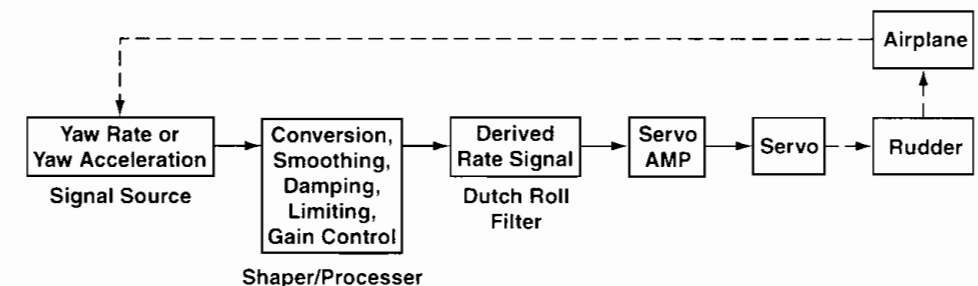 Airplane
Yaw Rate or
Yaw Acceleration
Signal Source
Conversion,
Smoothing,
Damping,
Limiting,
Gain Control
Shaper/Processer
Derived
Rate Signal
Dutch Roll
Filter
Servo
AMP
Servo
Rudder